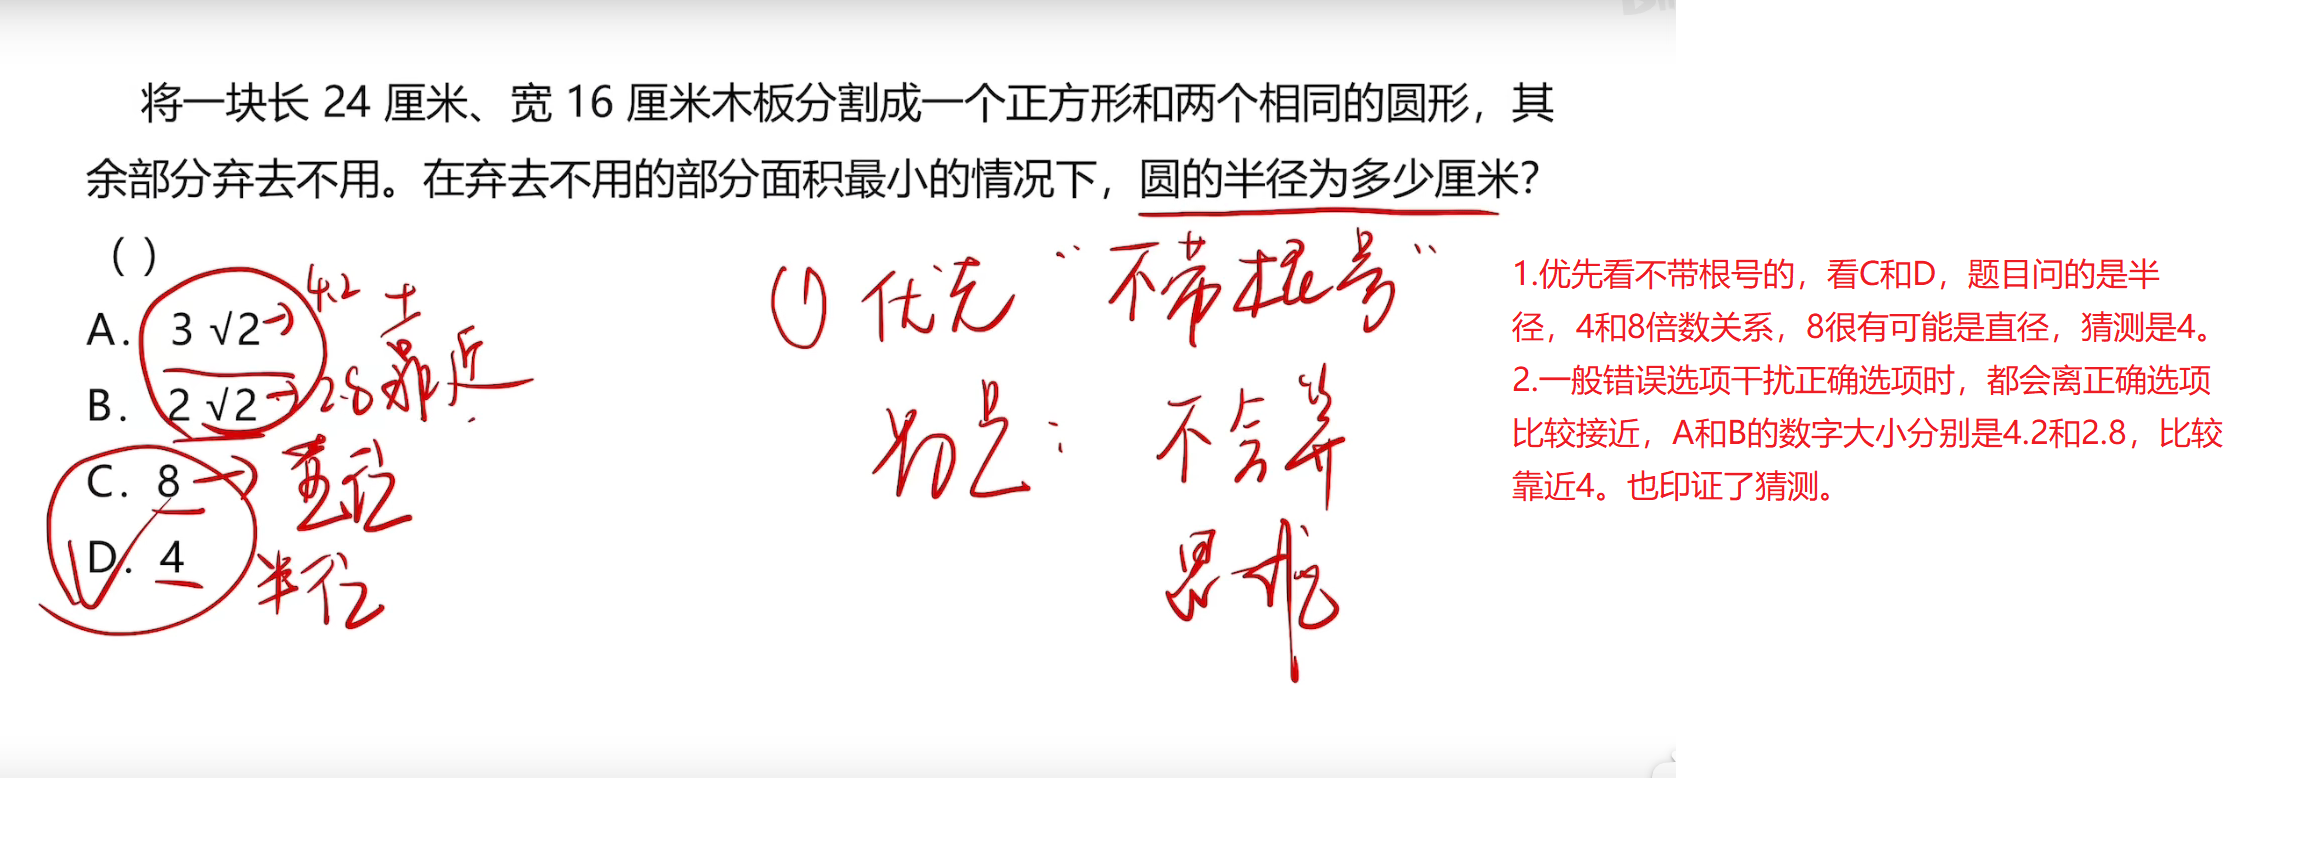 将一块长 24 厘米、宽 16 厘米木板分割成一个正方形和两个相同的圆形，其
余部分弃去不用。在弃去不用的部分面积最小的情况下，圆的半径为多少厘米？
（ ）
A. 3 √2 → 4.2
B. 2 √2 → 2.8 靠近
C. 8 → 直径
D. 4 半径
① 优先 “不带根号”
场是： 不会算
思维
1.优先看不带根号的，看C和D，题目问的是半
径，4和8倍数关系，8很有可能是直径，猜测是4。
2.一般错误选项干扰正确选项时，都会离正确选项
比较接近，A和B的数字大小分别是4.2和2.8，比较
靠近4。也印证了猜测。